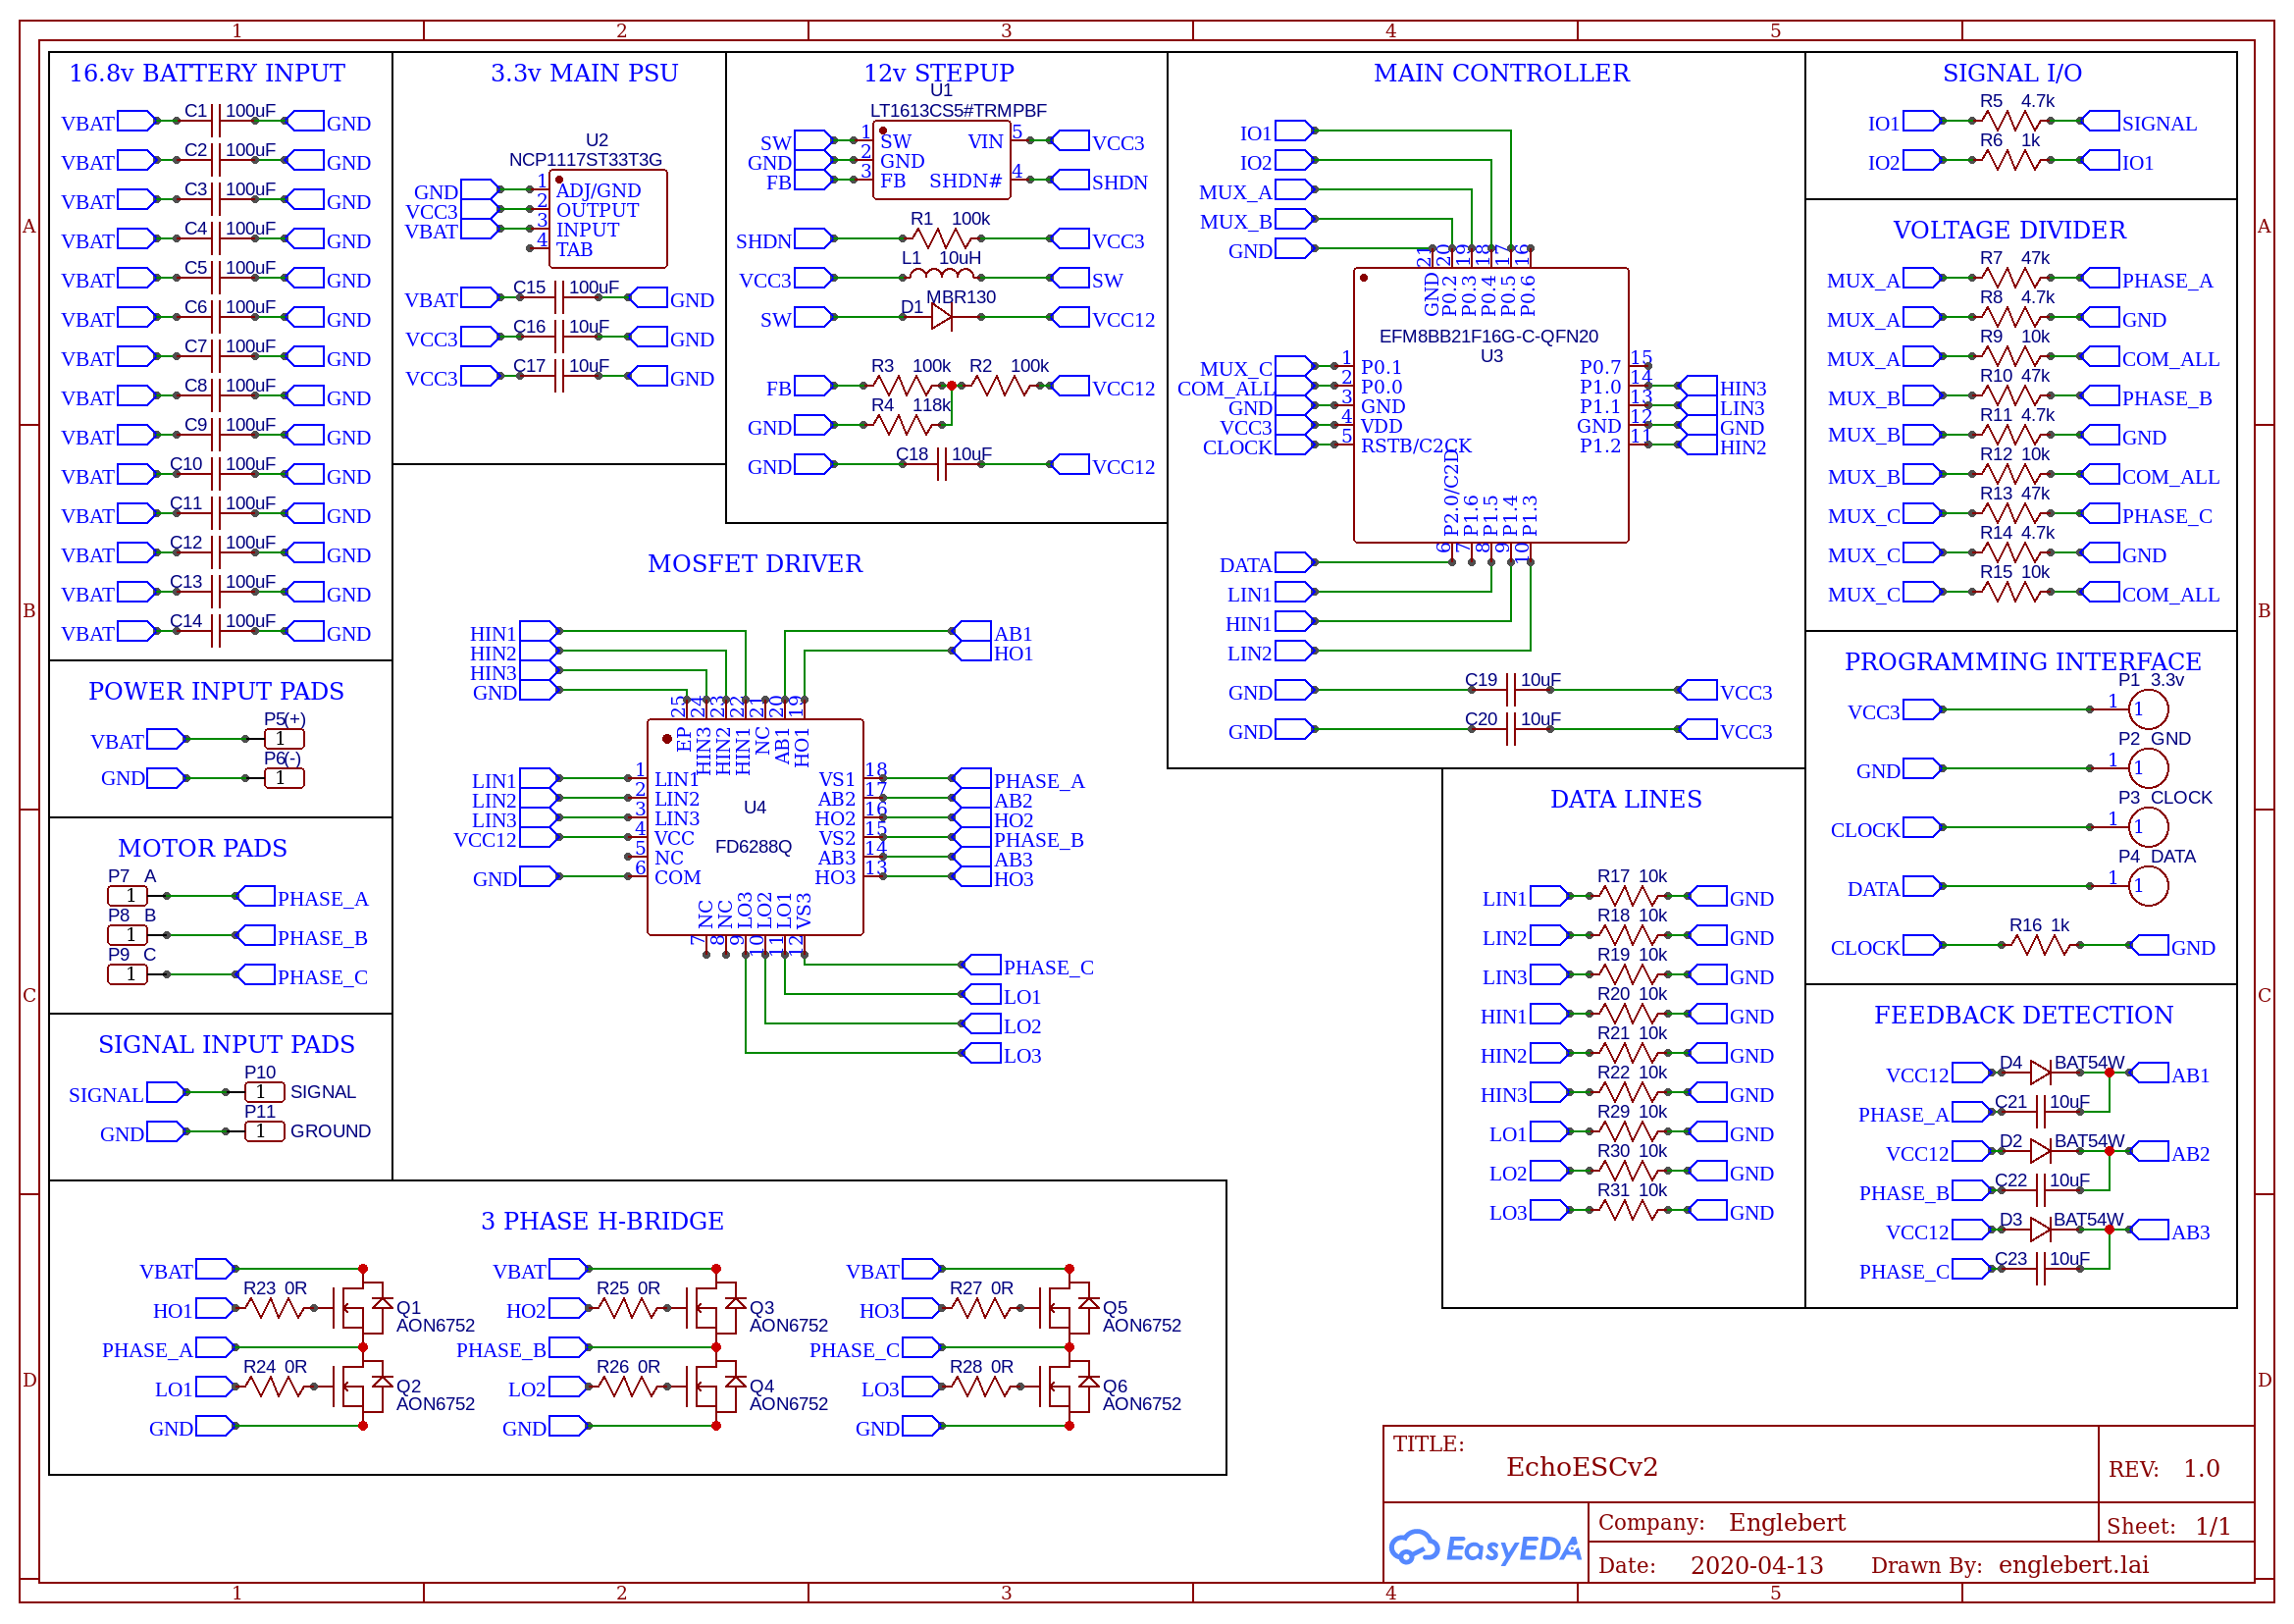 1 2 3 4 5
A
B
C
D
A
B
C
D
16.8v BATTERY INPUT
VBAT C1 100uF GND
VBAT C2 100uF GND
VBAT C3 100uF GND
VBAT C4 100uF GND
VBAT C5 100uF GND
VBAT C6 100uF GND
VBAT C7 100uF GND
VBAT C8 100uF GND
VBAT C9 100uF GND
VBAT C10 100uF GND
VBAT C11 100uF GND
VBAT C12 100uF GND
VBAT C13 100uF GND
VBAT C14 100uF GND
POWER INPUT PADS
P5(+)
VBAT 1
P6(-)
GND 1
MOTOR PADS
P7 A
1 PHASE_A
P8 B
1 PHASE_B
P9 C
1 PHASE_C
SIGNAL INPUT PADS
P10
SIGNAL 1 SIGNAL
P11
GND 1 GROUND
3.3v MAIN PSU
U2
NCP1117ST33T3G
GND 1 ADJ/GND
VCC3 2 OUTPUT
VBAT 3 INPUT
4 TAB
VBAT C15 100uF GND
VCC3 C16 10uF GND
VCC3 C17 10uF GND
12v STEPUP
U1
LT1613CS5#TRMPBF
SW 1 SW VIN 5 VCC3
GND 2 GND
FB 3 FB SHDN# 4 SHDN
SHDN R1 100k VCC3
VCC3 L1 10uH SW
SW D1 MBR130 VCC12
FB R3 100k R2 100k VCC12
GND R4 118k
GND C18 10uF VCC12
MOSFET DRIVER
HIN1 AB1
HIN2 HO1
HIN3
GND
25 24 23 22 21 20 19
EP HIN3 HIN2 HIN1 NC AB1 HO1
LIN1 1 LIN1 VS1 18 PHASE_A
LIN2 2 LIN2 AB2 17 AB2
LIN3 3 LIN3 HO2 16 HO2
VCC12 4 VCC VS2 15 PHASE_B
5 NC AB3 14 AB3
GND 6 COM HO3 13 HO3
U4
FD6288Q
NC NC LO3 LO2 LO1 VS3
7 8 9 10 11 12
PHASE_C
LO1
LO2
LO3
MAIN CONTROLLER
IO1
IO2
MUX_A
MUX_B
GND
21 20 19 18 17 16
GND P0.2 P0.3 P0.4 P0.5 P0.6
EFM8BB21F16G-C-QFN20
U3
MUX_C 1 P0.1 P0.7 15
COM_ALL 2 P0.0 P1.0 14 HIN3
GND 3 GND P1.1 13 LIN3
VCC3 4 VDD GND 12 GND
CLOCK 5 RSTB/C2CK P1.2 11 HIN2
P2.0/C2D P1.6 P1.5 P1.4 P1.3
6 7 8 9 10
DATA
LIN1
HIN1
LIN2
GND C19 10uF VCC3
GND C20 10uF VCC3
SIGNAL I/O
IO1 R5 4.7k SIGNAL
IO2 R6 1k IO1
VOLTAGE DIVIDER
MUX_A R7 47k PHASE_A
MUX_A R8 4.7k GND
MUX_A R9 10k COM_ALL
MUX_B R10 47k PHASE_B
MUX_B R11 4.7k GND
MUX_B R12 10k COM_ALL
MUX_C R13 47k PHASE_C
MUX_C R14 4.7k GND
MUX_C R15 10k COM_ALL
PROGRAMMING INTERFACE
P1 3.3v
VCC3 1 1
P2 GND
GND 1 1
P3 CLOCK
CLOCK 1 1
P4 DATA
DATA 1 1
CLOCK R16 1k GND
DATA LINES
LIN1 R17 10k GND
LIN2 R18 10k GND
LIN3 R19 10k GND
HIN1 R20 10k GND
HIN2 R21 10k GND
HIN3 R22 10k GND
LO1 R29 10k GND
LO2 R30 10k GND
LO3 R31 10k GND
FEEDBACK DETECTION
VCC12 D4 BAT54W AB1
PHASE_A C21 10uF
VCC12 D2 BAT54W AB2
PHASE_B C22 10uF
VCC12 D3 BAT54W AB3
PHASE_C C23 10uF
3 PHASE H-BRIDGE
VBAT VBAT VBAT
HO1 R23 0R Q1 HO2 R25 0R Q3 HO3 R27 0R Q5
AON6752 AON6752 AON6752
PHASE_A PHASE_B PHASE_C
LO1 R24 0R Q2 LO2 R26 0R Q4 LO3 R28 0R Q6
AON6752 AON6752 AON6752
GND GND GND
TITLE:
EchoESCv2
REV: 1.0
EasyEDA
Company: Englebert
Sheet: 1/1
Date: 2020-04-13 Drawn By: englebert.lai
1 2 3 4 5